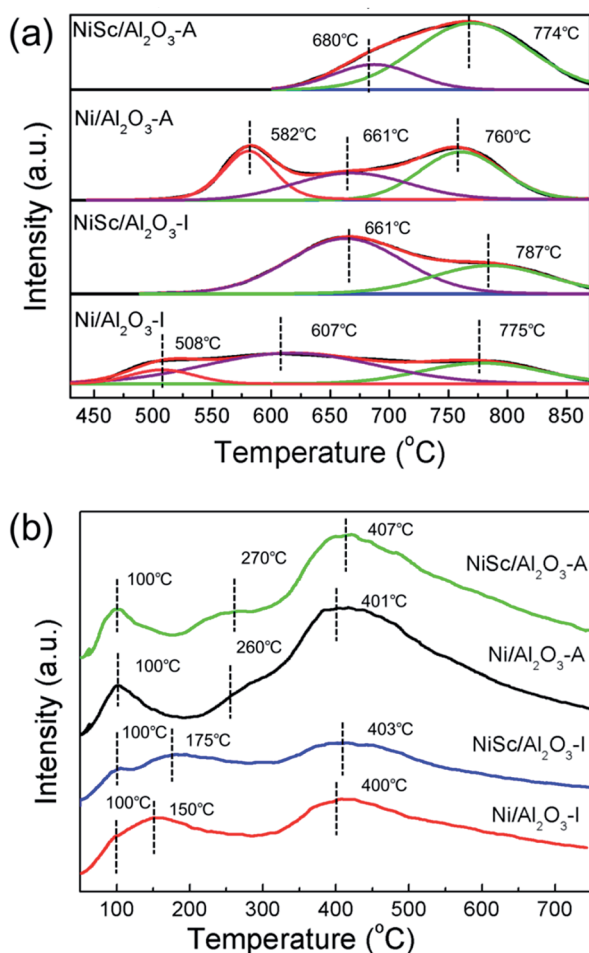 (a)
NiSc/Al₂O₃-A
680℃
774℃
Ni/Al₂O₃-A
582℃
661℃
760℃
NiSc/Al₂O₃-I
661℃
787℃
Ni/Al₂O₃-I
508℃
607℃
775℃
Intensity (a.u.)
450 500 550 600 650 700 750 800 850
Temperature (°C)
(b)
407℃
270℃
100℃
NiSc/Al₂O₃-A
401℃
260℃
100℃
Ni/Al₂O₃-A
100℃
175℃
403℃
NiSc/Al₂O₃-I
100℃
150℃
400℃
Ni/Al₂O₃-I
Intensity (a.u.)
100 200 300 400 500 600 700
Temperature (°C)